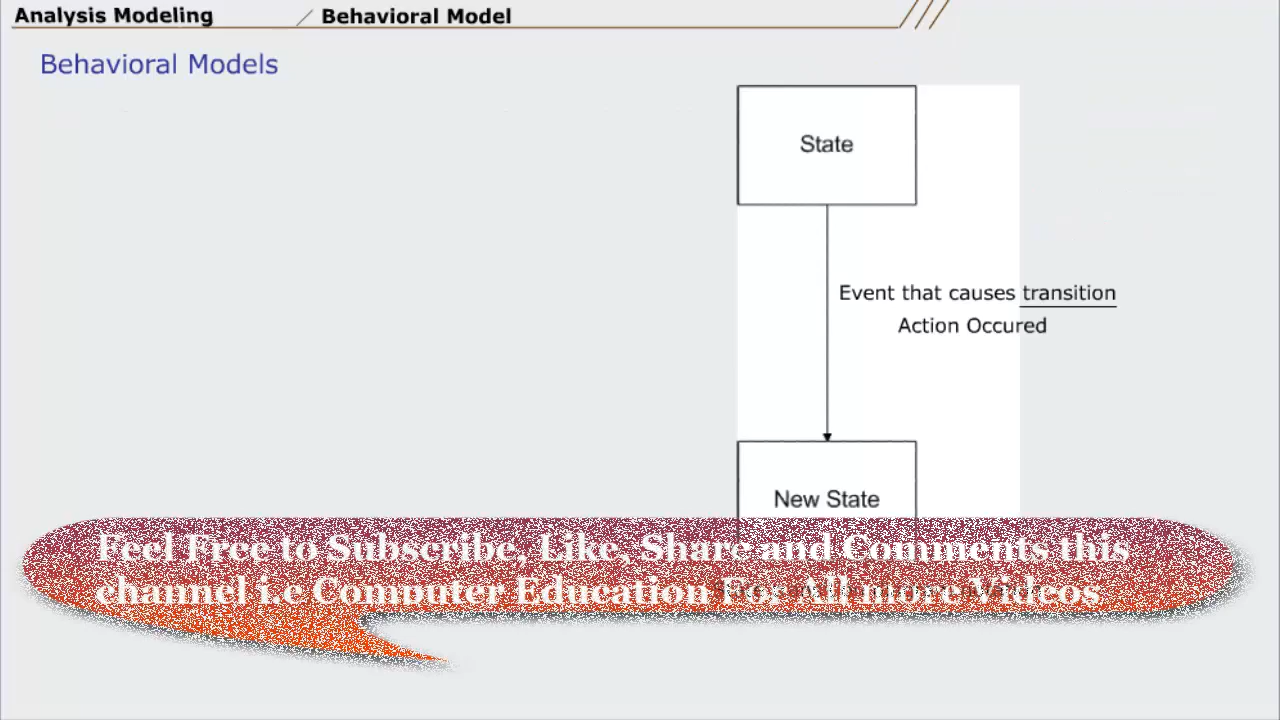 Analysis Modeling
Behavioral Model
Behavioral Models
State
Event that causes transition
Action Occured
New State
Feel Free to Subscribe, Like, Share and Comments this
channel i.e Computer Education For All more Videos